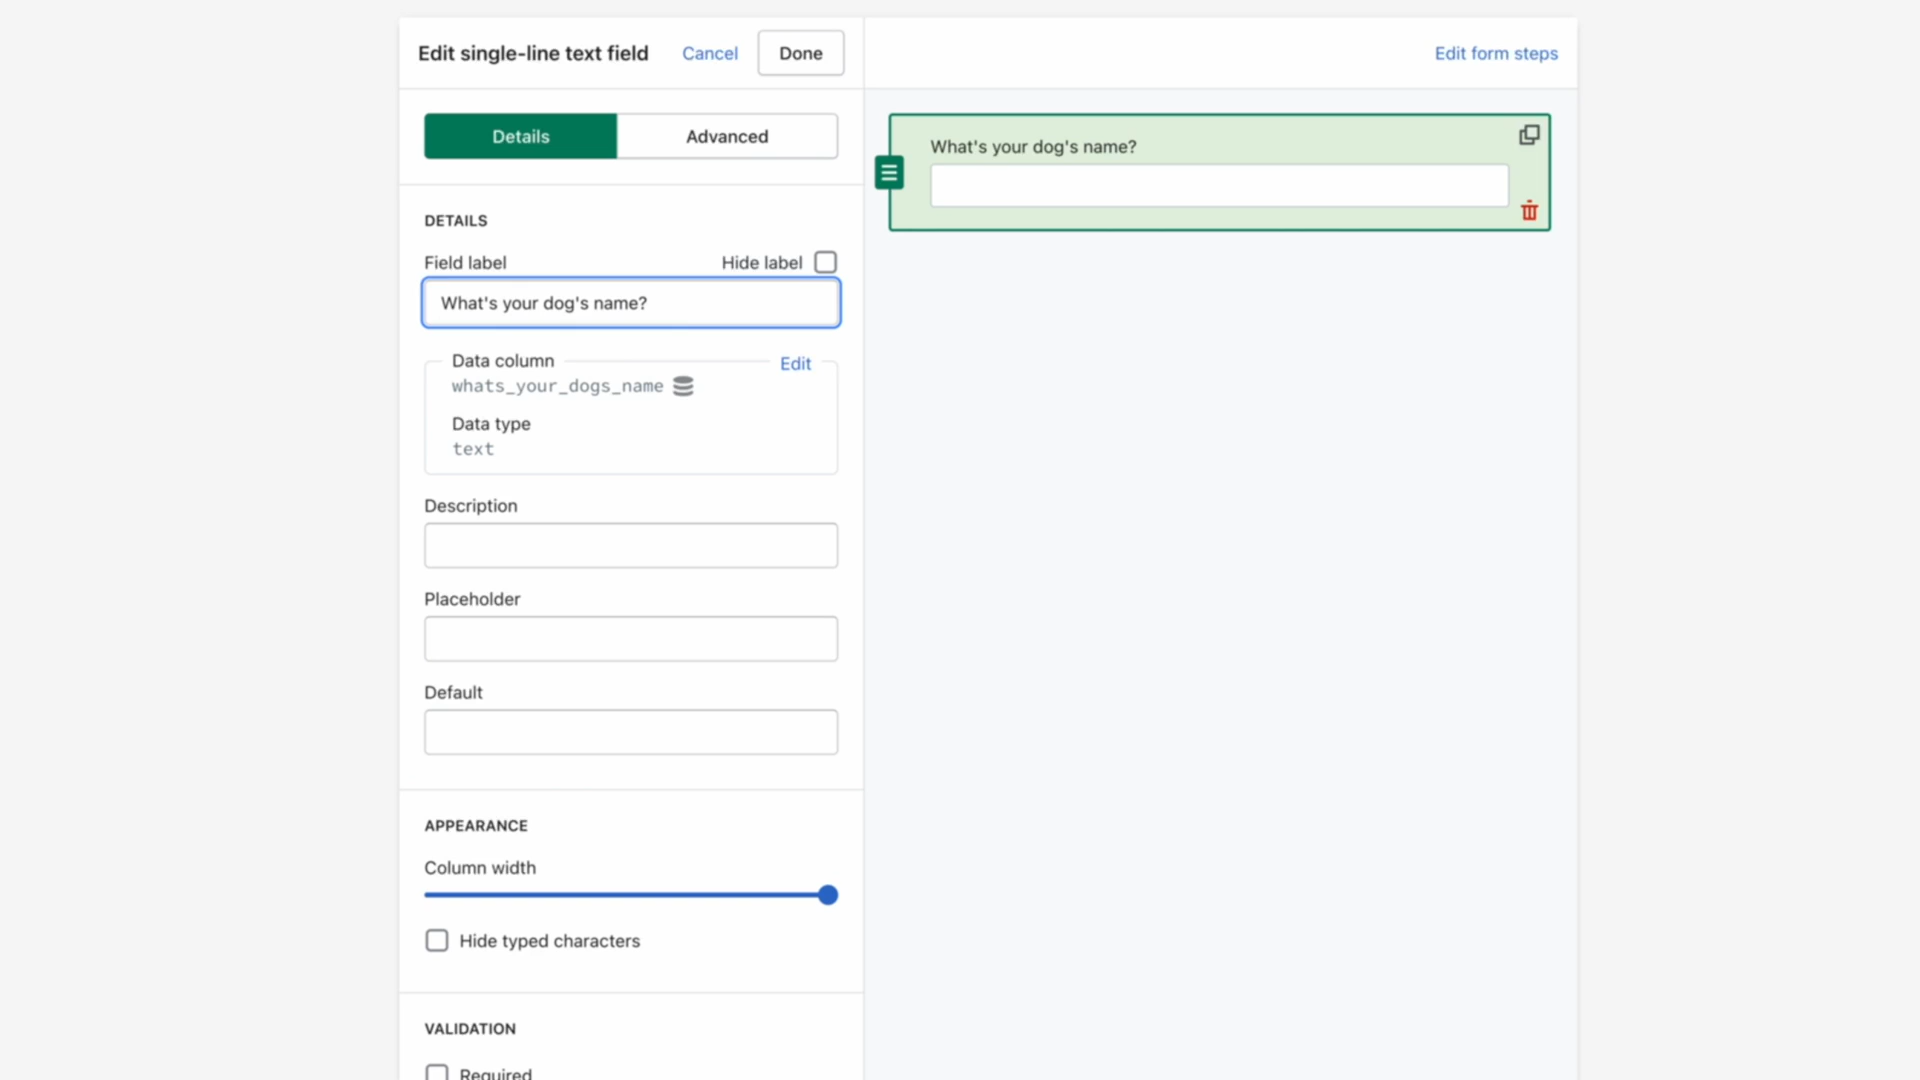 Edit single-line text field
Cancel
Done
Edit form steps
Details
Advanced
What's your dog's name?
DETAILS
Field label
Hide label
What's your dog's name?
Data column
Edit
whats_your_dogs_name
Data type
text
Description
Placeholder
Default
APPEARANCE
Column width
Hide typed characters
VALIDATION
Required